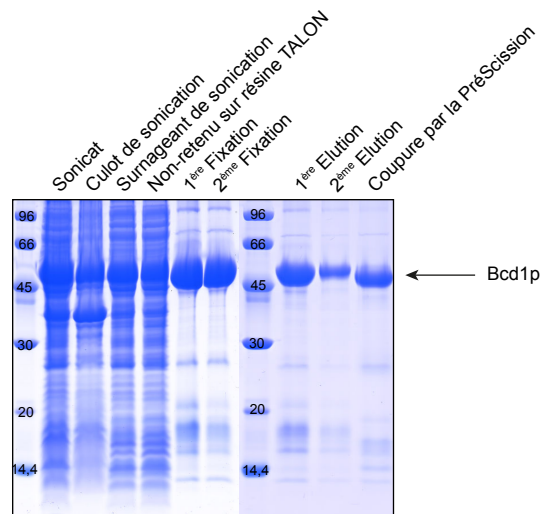 Sonicat
Culot de sonication
Surnageant de sonication
Non-retenu sur résine TALON
1ère Fixation
2ème Fixation
1ère Elution
2ème Elution
Coupure par la PréScission
96
66
45
30
20
14,4
96
66
45
30
20
14,4
Bcd1p